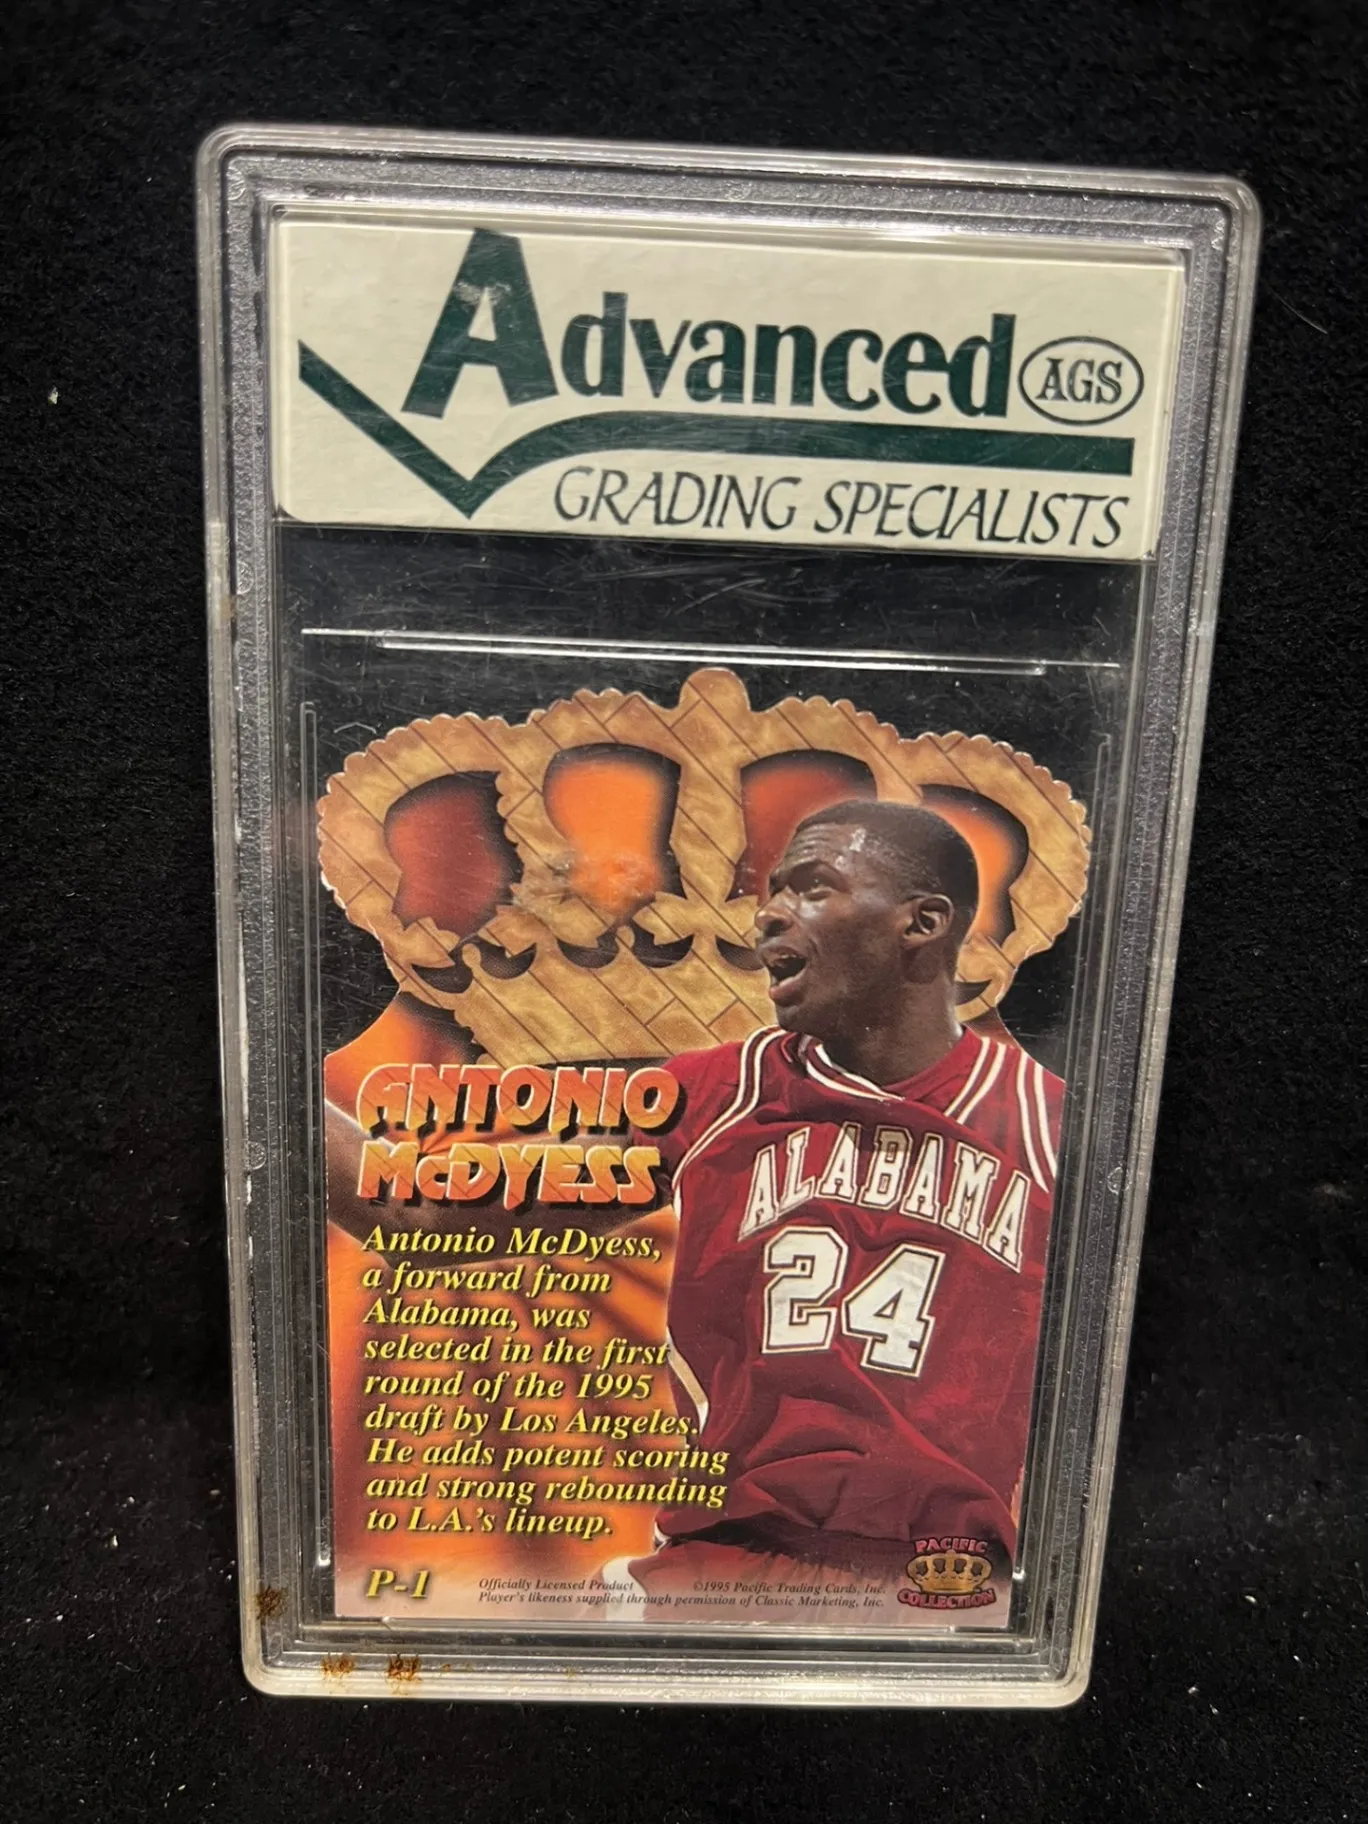 Advanced AGS
GRADING SPECIALISTS
ANTONIO
McDYESS
Antonio McDyess,
a forward from
Alabama, was
selected in the first
round of the 1995
draft by Los Angeles.
He adds potent scoring
and strong rebounding
to L.A.'s lineup.
ALABAMA
24
P-1
Officially Licensed Product ©1995 Pacific Trading Cards, Inc.
Player's likeness supplied through permission of Classic Marketing, Inc.
PACIFIC
COLLECTION